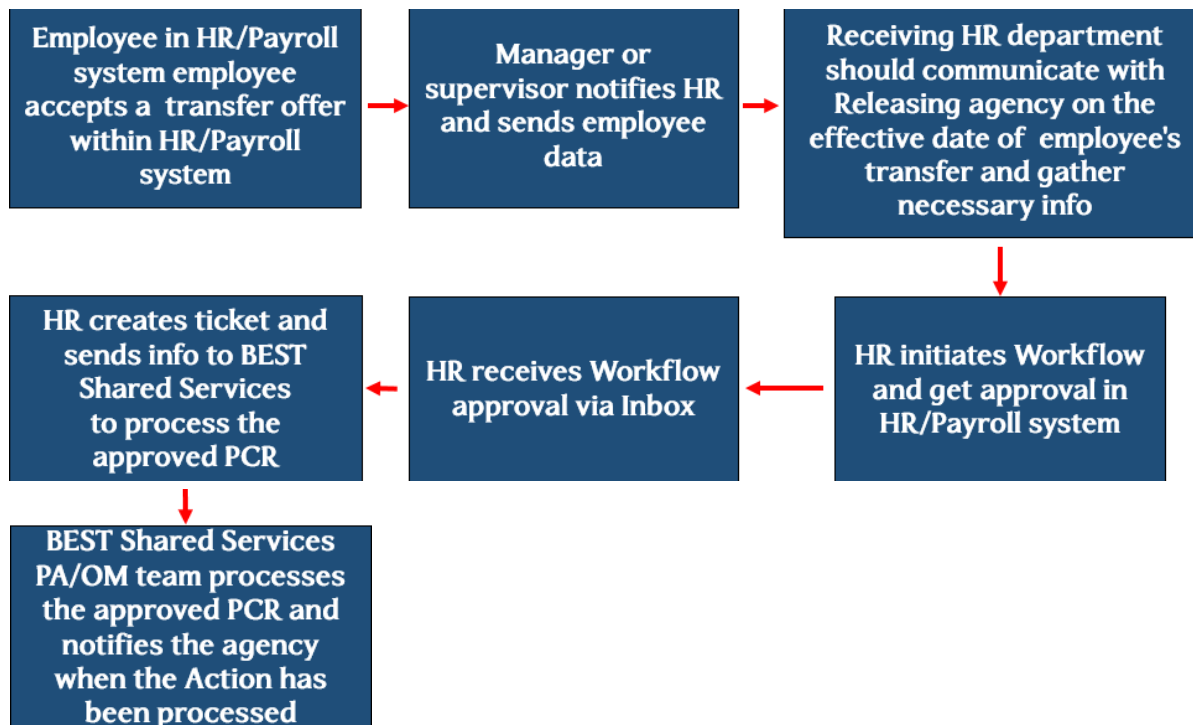 Employee in HR/Payroll
system employee
accepts a transfer offer
within HR/Payroll
system
Manager or
supervisor notifies HR
and sends employee
data
Receiving HR department
should communicate with
Releasing agency on the
effective date of employee's
transfer and gather
necessary info
HR initiates Workflow
and get approval in
HR/Payroll system
HR receives Workflow
approval via Inbox
HR creates ticket and
sends info to BEST
Shared Services
to process the
approved PCR
BEST Shared Services
PA/OM team processes
the approved PCR and
notifies the agency
when the Action has
been processed